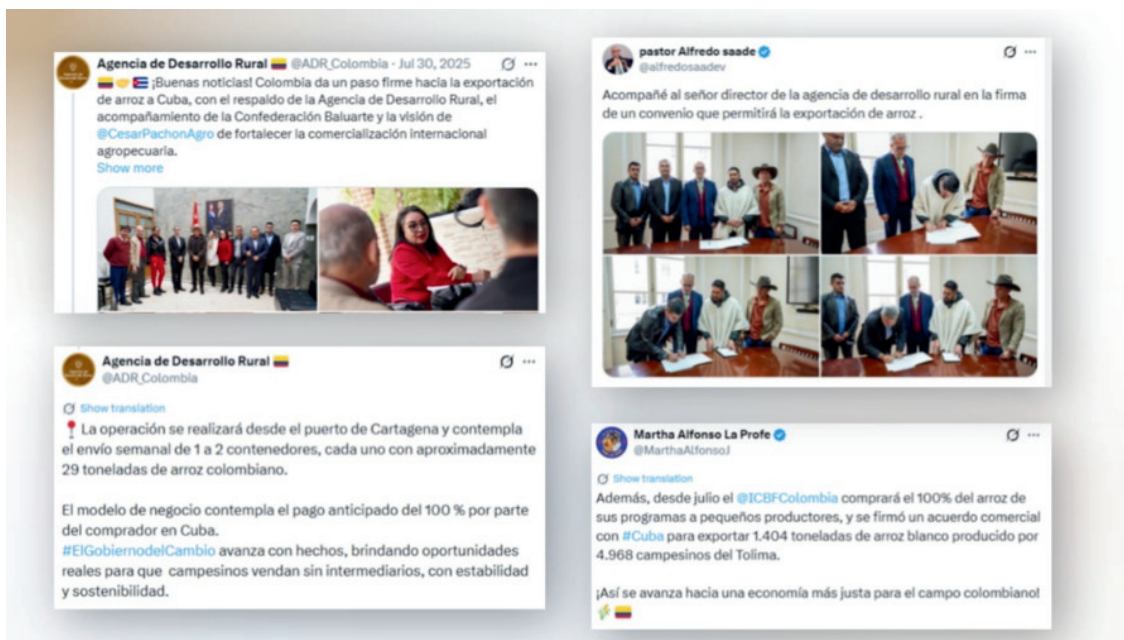 Agencia de Desarrollo Rural 🇨🇴 @ADR_Colombia · Jul 30, 2025
🇨🇴🤝🇨🇺 ¡Buenas noticias! Colombia da un paso firme hacia la exportación
de arroz a Cuba, con el respaldo de la Agencia de Desarrollo Rural, el
acompañamiento de la Confederación Baluarte y la visión de
@CesarPachonAgro de fortalecer la comercialización internacional
agropecuaria.
Show more
Agencia de Desarrollo Rural 🇨🇴
@ADR_Colombia
Show translation
📍 La operación se realizará desde el puerto de Cartagena y contempla
el envío semanal de 1 a 2 contenedores, cada uno con aproximadamente
29 toneladas de arroz colombiano.
El modelo de negocio contempla el pago anticipado del 100 % por parte
del comprador en Cuba.
#ElGobiernodelCambio avanza con hechos, brindando oportunidades
reales para que campesinos vendan sin intermediarios, con estabilidad
y sostenibilidad.
pastor Alfredo saade
@alfredosaadev
Acompañé al señor director de la agencia de desarrollo rural en la firma
de un convenio que permitirá la exportación de arroz .
Martha Alfonso La Profe
@MarthaAlfonsoJ
Show translation
Además, desde julio el @ICBFColombia comprará el 100% del arroz de
sus programas a pequeños productores, y se firmó un acuerdo comercial
con #Cuba para exportar 1.404 toneladas de arroz blanco producido por
4.968 campesinos del Tolima.
¡Así se avanza hacia una economía más justa para el campo colombiano!
🌾🇨🇴